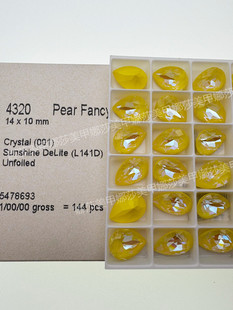 4320 Pear Fancy
14 x 10 mm
Crystal (001)
Sunshine DeLite (L141D)
Unfoiled
5478693
1/00/00 gross = 144 pcs